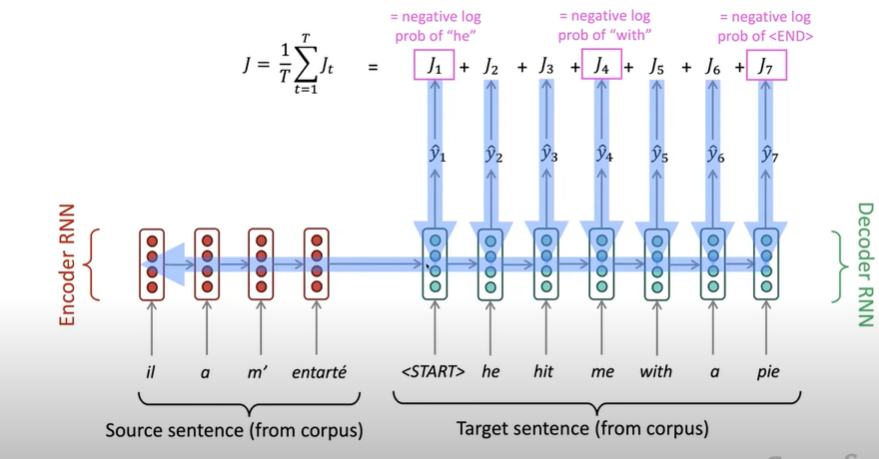 = negative log
prob of "he"
= negative log
prob of "with"
= negative log
prob of <END>
J = 1/T T∑t=1 Jt = J1 + J2 + J3 + J4 + J5 + J6 + J7
ŷ1 ŷ2 ŷ3 ŷ4 ŷ5 ŷ6 ŷ7
Encoder RNN
Decoder RNN
il a m' entarté
<START> he hit me with a pie
Source sentence (from corpus)
Target sentence (from corpus)